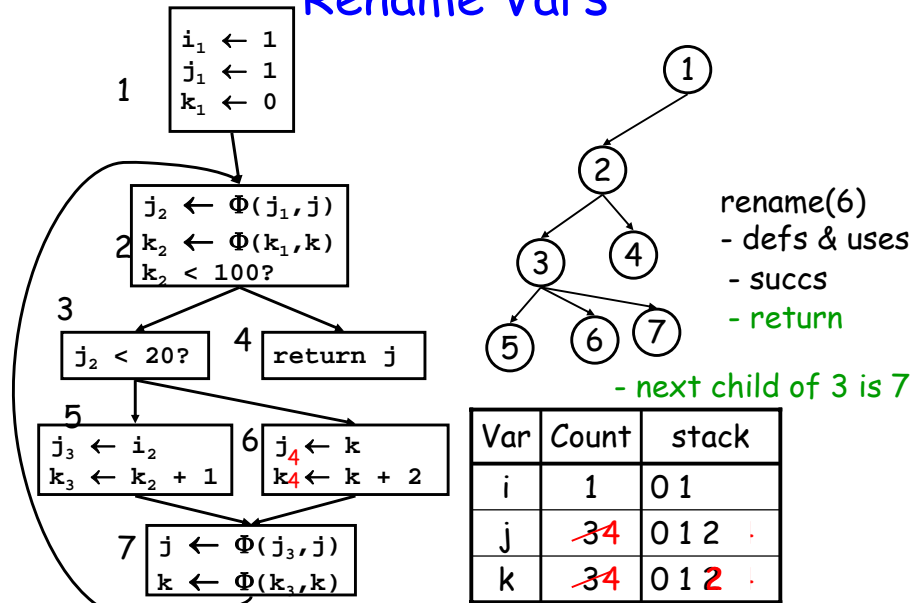 Rename Vars
1
i₁ ← 1
j₁ ← 1
k₁ ← 0
2
j₂ ← Φ(j₁,j)
k₂ ← Φ(k₁,k)
k₂ < 100?
3
j₂ < 20?
4
return j
5
j₃ ← i₂
k₃ ← k₂ + 1
6
j₄ ← k
k₄ ← k + 2
7
j ← Φ(j₃,j)
k ← Φ(k₃,k)
1
2
3
4
5
6
7
rename(6)
- defs & uses
- succs
- return
- next child of 3 is 7
Var Count stack
i 1 0 1
j 3 4 0 1 2
k 3 4 0 1 2